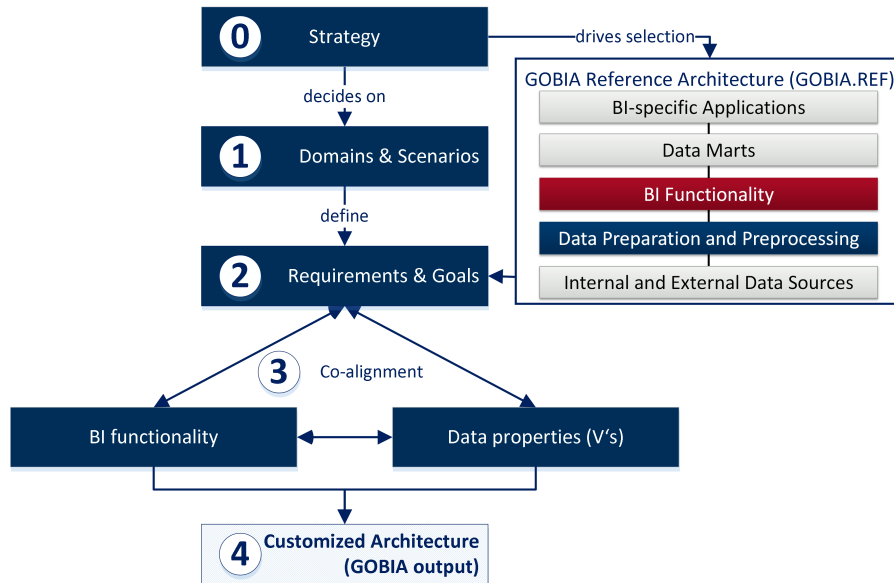 0 Strategy
drives selection
decides on
GOBIA Reference Architecture (GOBIA.REF)
BI-specific Applications
Data Marts
BI Functionality
Data Preparation and Preprocessing
Internal and External Data Sources
1 Domains & Scenarios
define
2 Requirements & Goals
3 Co-alignment
BI functionality
Data properties (V‘s)
4 Customized Architecture
(GOBIA output)